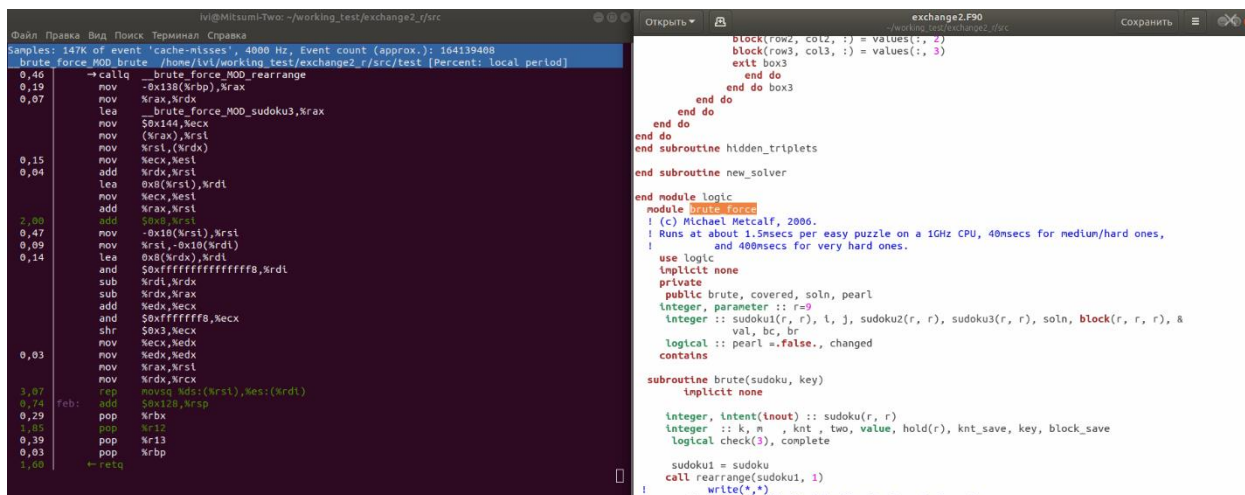 ivi@Mitsumi-Two: ~/working_test/exchange2_r/src
Файл Правка Вид Поиск Терминал Справка
Samples: 147K of event 'cache-misses', 4000 Hz, Event count (approx.): 164139408
__brute_force_MOD_brute /home/ivi/working_test/exchange2_r/src/test [Percent: local period]
0,46 → callq __brute_force_MOD_rearrange
0,19 mov -0x138(%rbp),%rax
0,07 mov %rax,%rdx
lea __brute_force_MOD_sudoku3,%rax
mov $0x144,%ecx
mov (%rax),%rsi
mov %rsi,(%rdx)
0,15 mov %ecx,%esi
0,04 add %rdx,%rsi
lea 0x8(%rsi),%rdi
mov %ecx,%esi
add %rax,%rsi
2,00 add $0x8,%rsi
0,47 mov -0x10(%rsi),%rsi
0,09 mov %rsi,-0x10(%rdi)
0,14 lea 0x8(%rdx),%rdi
and $0xfffffffffffffff8,%rdi
sub %rdi,%rdx
sub %rdx,%rax
add %edx,%ecx
and $0xfffffff8,%ecx
shr $0x3,%ecx
mov %ecx,%edx
0,03 mov %edx,%edx
mov %rax,%rsi
mov %rdx,%rcx
3,07 rep movsq %ds:(%rsi),%es:(%rdi)
0,74 feb: add $0x128,%rsp
0,29 pop %rbx
1,85 pop %r12
0,39 pop %r13
0,03 pop %rbp
1,60 ← retq
Открыть
exchange2.F90
~/working_test/exchange2_r/src
Сохранить
block(row2, col2, :) = values(:, 2)
block(row3, col3, :) = values(:, 3)
exit box3
end do
end do box3
end do
end do
end do
end do
end subroutine hidden_triplets
end subroutine new_solver
end module logic
module brute_force
! (c) Michael Metcalf, 2006.
! Runs at about 1.5msecs per easy puzzle on a 1GHz CPU, 40msecs for medium/hard ones,
! and 400msecs for very hard ones.
use logic
implicit none
private
public brute, covered, soln, pearl
integer, parameter :: r=9
integer :: sudoku1(r, r), i, j, sudoku2(r, r), sudoku3(r, r), soln, block(r, r, r), &
val, bc, br
logical :: pearl =.false., changed
contains
subroutine brute(sudoku, key)
implicit none
integer, intent(inout) :: sudoku(r, r)
integer :: k, m , knt , two, value, hold(r), knt_save, key, block_save
logical check(3), complete
sudoku1 = sudoku
call rearrange(sudoku1, 1)
! write(*,*)